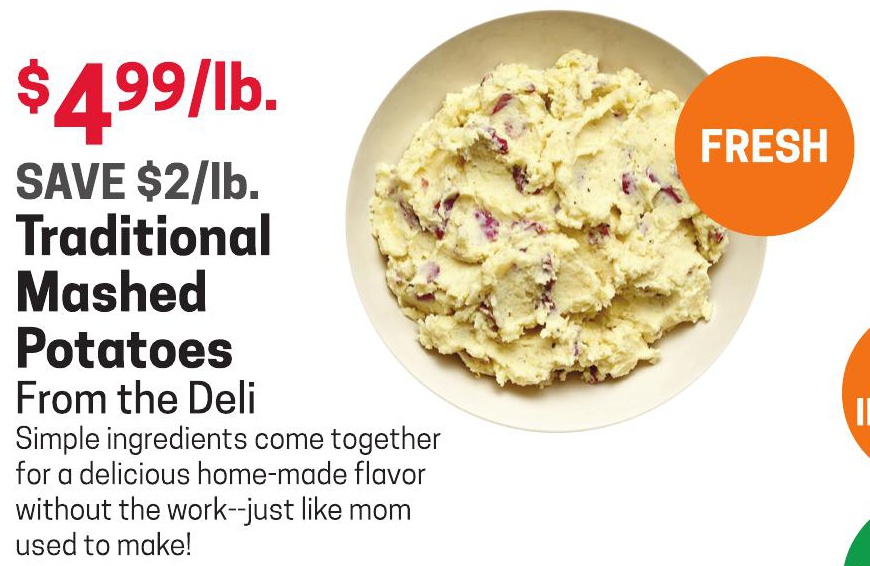 $4 99/lb.
SAVE $2/lb.
Traditional
Mashed
Potatoes
From the Deli
Simple ingredients come together
for a delicious home-made flavor
without the work--just like mom
used to make!
FRESH